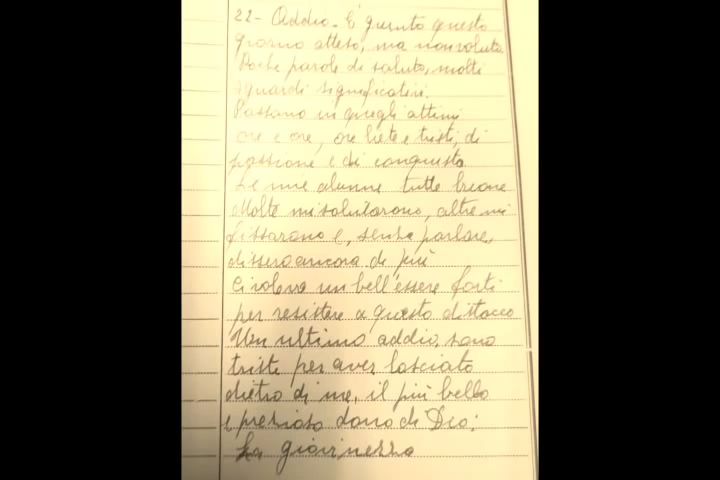 22- Addio. E' giunto questo
giorno atteso, ma non voluto.
Poche parole di saluto, molti
sguardi significativi.
Passano in quegli attimi
ore e ore, ore liete e tristi, di
passione e di conquista
Le mie alunne tutte buone
Molte mi salutarono, altre mi
fissarono e, senza parlare,
dissero ancora di più
Ci voleva un bell'essere forti
per resistere a questo distacco
Un ultimo addio, sono
triste per aver lasciato
dietro di me, il più bello
e prezioso dono di Dio:
La giovinezza